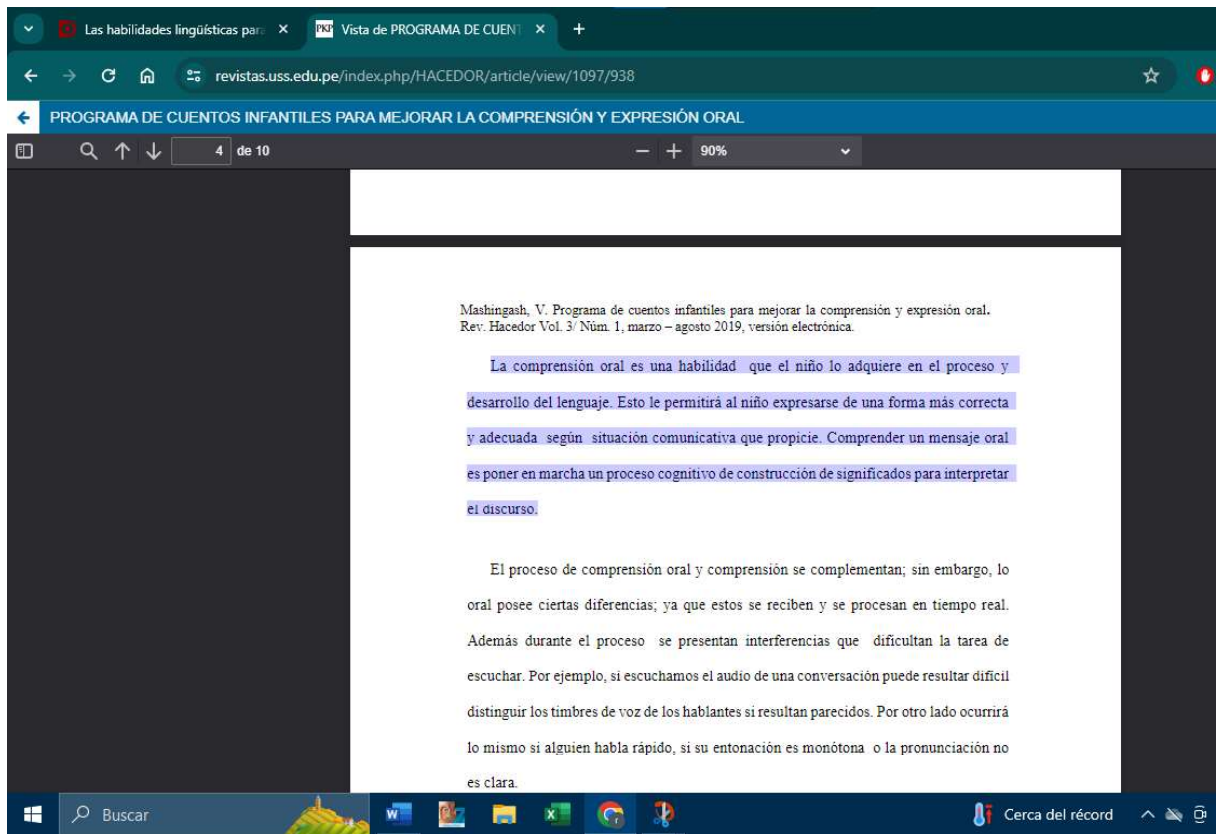 Las habilidades lingüísticas para
PKP Vista de PROGRAMA DE CUENT
revistas.uss.edu.pe/index.php/HACEDOR/article/view/1097/938
PROGRAMA DE CUENTOS INFANTILES PARA MEJORAR LA COMPRENSIÓN Y EXPRESIÓN ORAL
4 de 10
90%
Mashingash, V. Programa de cuentos infantiles para mejorar la comprensión y expresión oral.
Rev. Hacedor Vol. 3/ Núm. 1, marzo – agosto 2019, versión electrónica.
La comprensión oral es una habilidad que el niño lo adquiere en el proceso y
desarrollo del lenguaje. Esto le permitirá al niño expresarse de una forma más correcta
y adecuada según situación comunicativa que propicie. Comprender un mensaje oral
es poner en marcha un proceso cognitivo de construcción de significados para interpretar
el discurso.
El proceso de comprensión oral y comprensión se complementan; sin embargo, lo
oral posee ciertas diferencias; ya que estos se reciben y se procesan en tiempo real.
Además durante el proceso se presentan interferencias que dificultan la tarea de
escuchar. Por ejemplo, si escuchamos el audio de una conversación puede resultar difícil
distinguir los timbres de voz de los hablantes si resultan parecidos. Por otro lado ocurrirá
lo mismo si alguien habla rápido, si su entonación es monótona o la pronunciación no
es clara.
Buscar
Cerca del récord